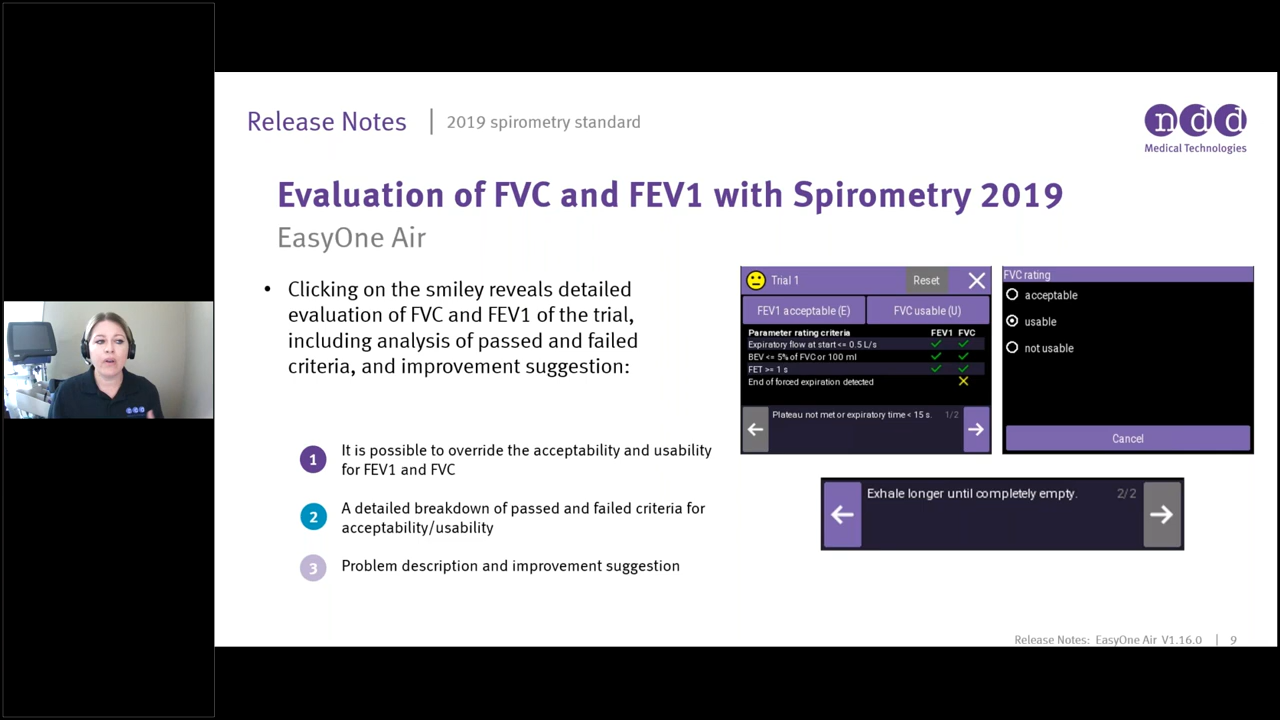 Release Notes | 2019 spirometry standard
ndd
Medical Technologies
Evaluation of FVC and FEV1 with Spirometry 2019
EasyOne Air
• Clicking on the smiley reveals detailed
evaluation of FVC and FEV1 of the trial,
including analysis of passed and failed
criteria, and improvement suggestion:
1 It is possible to override the acceptability and usability
for FEV1 and FVC
2 A detailed breakdown of passed and failed criteria for
acceptability/usability
3 Problem description and improvement suggestion
Trial 1 Reset
FEV1 acceptable (E) FVC usable (U)
Parameter rating criteria FEV1 FVC
Expiratory flow at start <= 0.5 L/s
BEV <= 5% of FVC or 100 ml
FET >= 1 s
End of forced expiration detected
Plateau not met or expiratory time < 15 s. 1/2
FVC rating
acceptable
usable
not usable
Cancel
Exhale longer until completely empty. 2/2
ndd
Release Notes: EasyOne Air V1.16.0 | 9